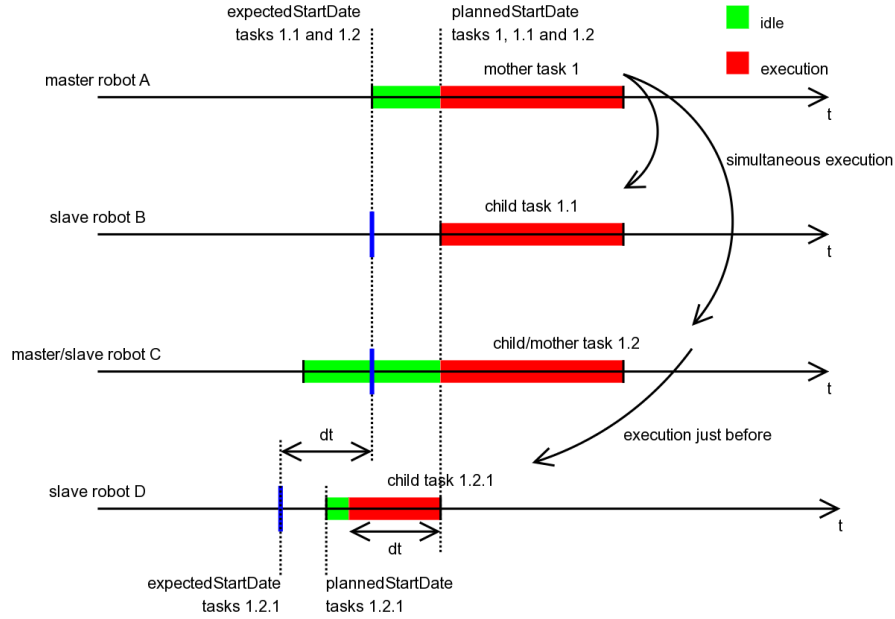 expectedStartDate
tasks 1.1 and 1.2
plannedStartDate
tasks 1, 1.1 and 1.2
idle
execution
master robot A
mother task 1
t
simultaneous execution
slave robot B
child task 1.1
t
master/slave robot C
child/mother task 1.2
t
dt
execution just before
slave robot D
child task 1.2.1
t
dt
expectedStartDate
tasks 1.2.1
plannedStartDate
tasks 1.2.1